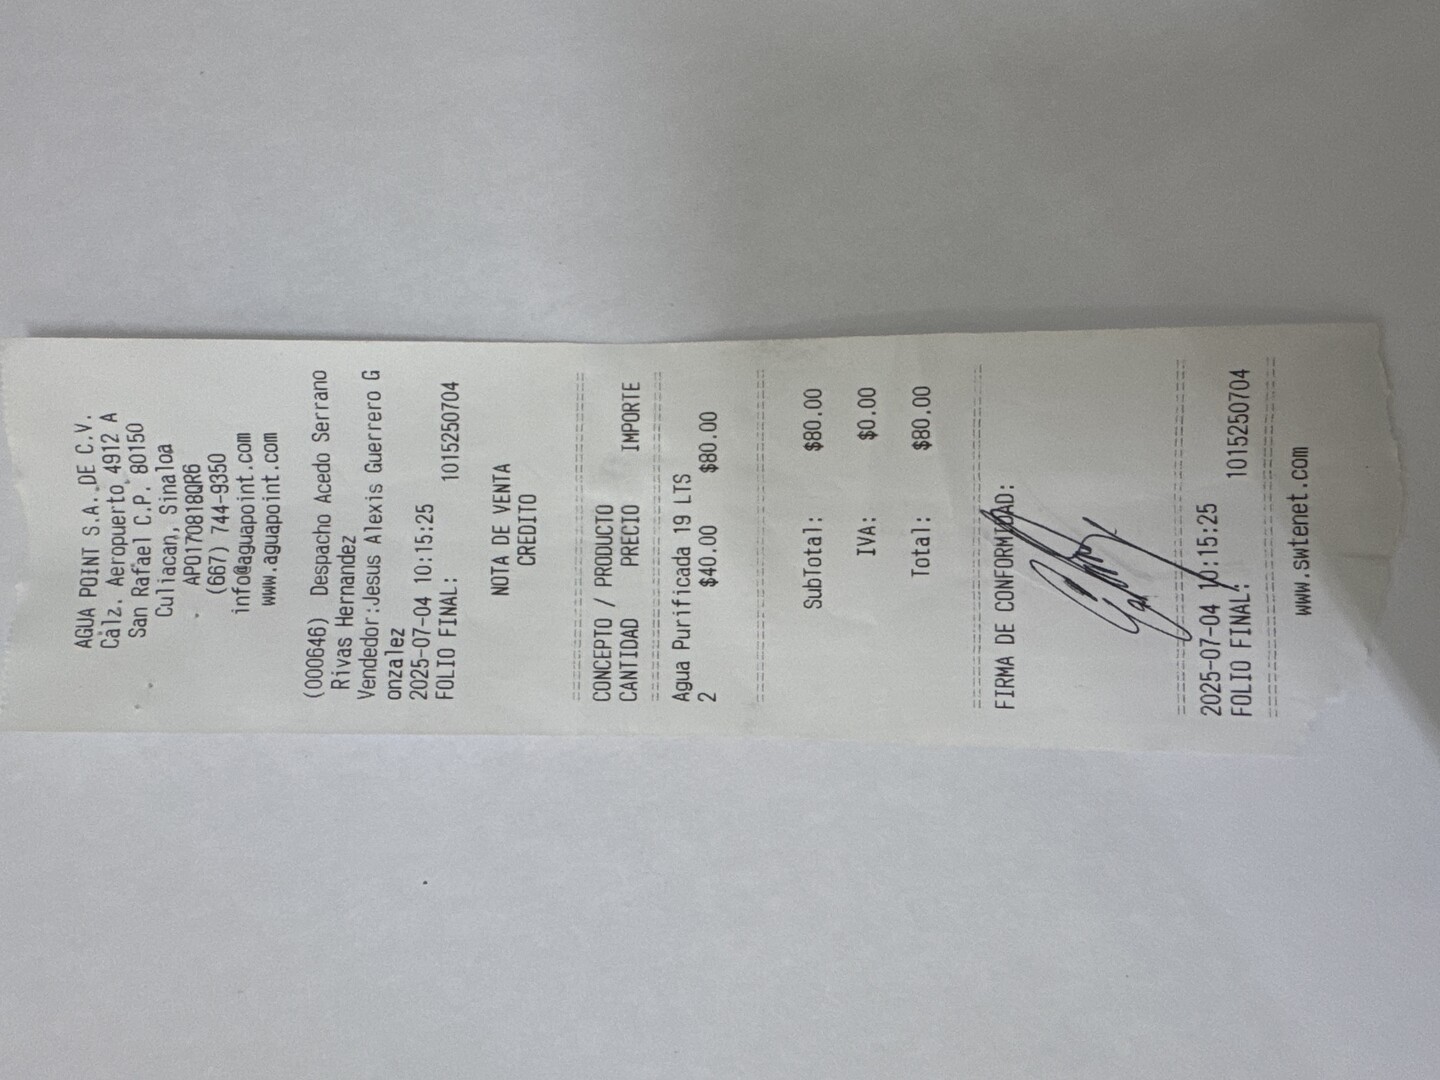 AGUA POINT S.A. DE C.V.
Calz. Aeropuerto 4912 A
San Rafael C.P. 80150
Culiacan, Sinaloa
APO170818QR6
(667) 744-9350
info@aguapoint.com
www.aguapoint.com
(000646) Despacho Acedo Serrano
Rivas Hernandez
Vendedor:Jesus Alexis Guerrero G
onzalez
2025-07-04 10:15:25
FOLIO FINAL: 1015250704
NOTA DE VENTA
CREDITO
================================
CONCEPTO / PRODUCTO
CANTIDAD PRECIO IMPORTE
================================
Agua Purificada 19 LTS
2 $40.00 $80.00
================================
SubTotal: $80.00
IVA: $0.00
Total: $80.00
================================
FIRMA DE CONFORMIDAD:
================================
2025-07-04 10:15:25
FOLIO FINAL: 1015250704
================================
www.swtenet.com